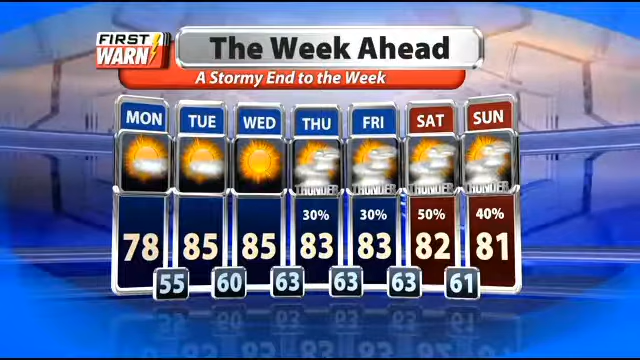 FIRST
WARN
The Week Ahead
A Stormy End to the Week
MON TUE WED THU FRI SAT SUN
THUNDER THUNDER THUNDER THUNDER
30% 30% 50% 40%
78 85 85 83 83 82 81
55 60 63 63 63 61